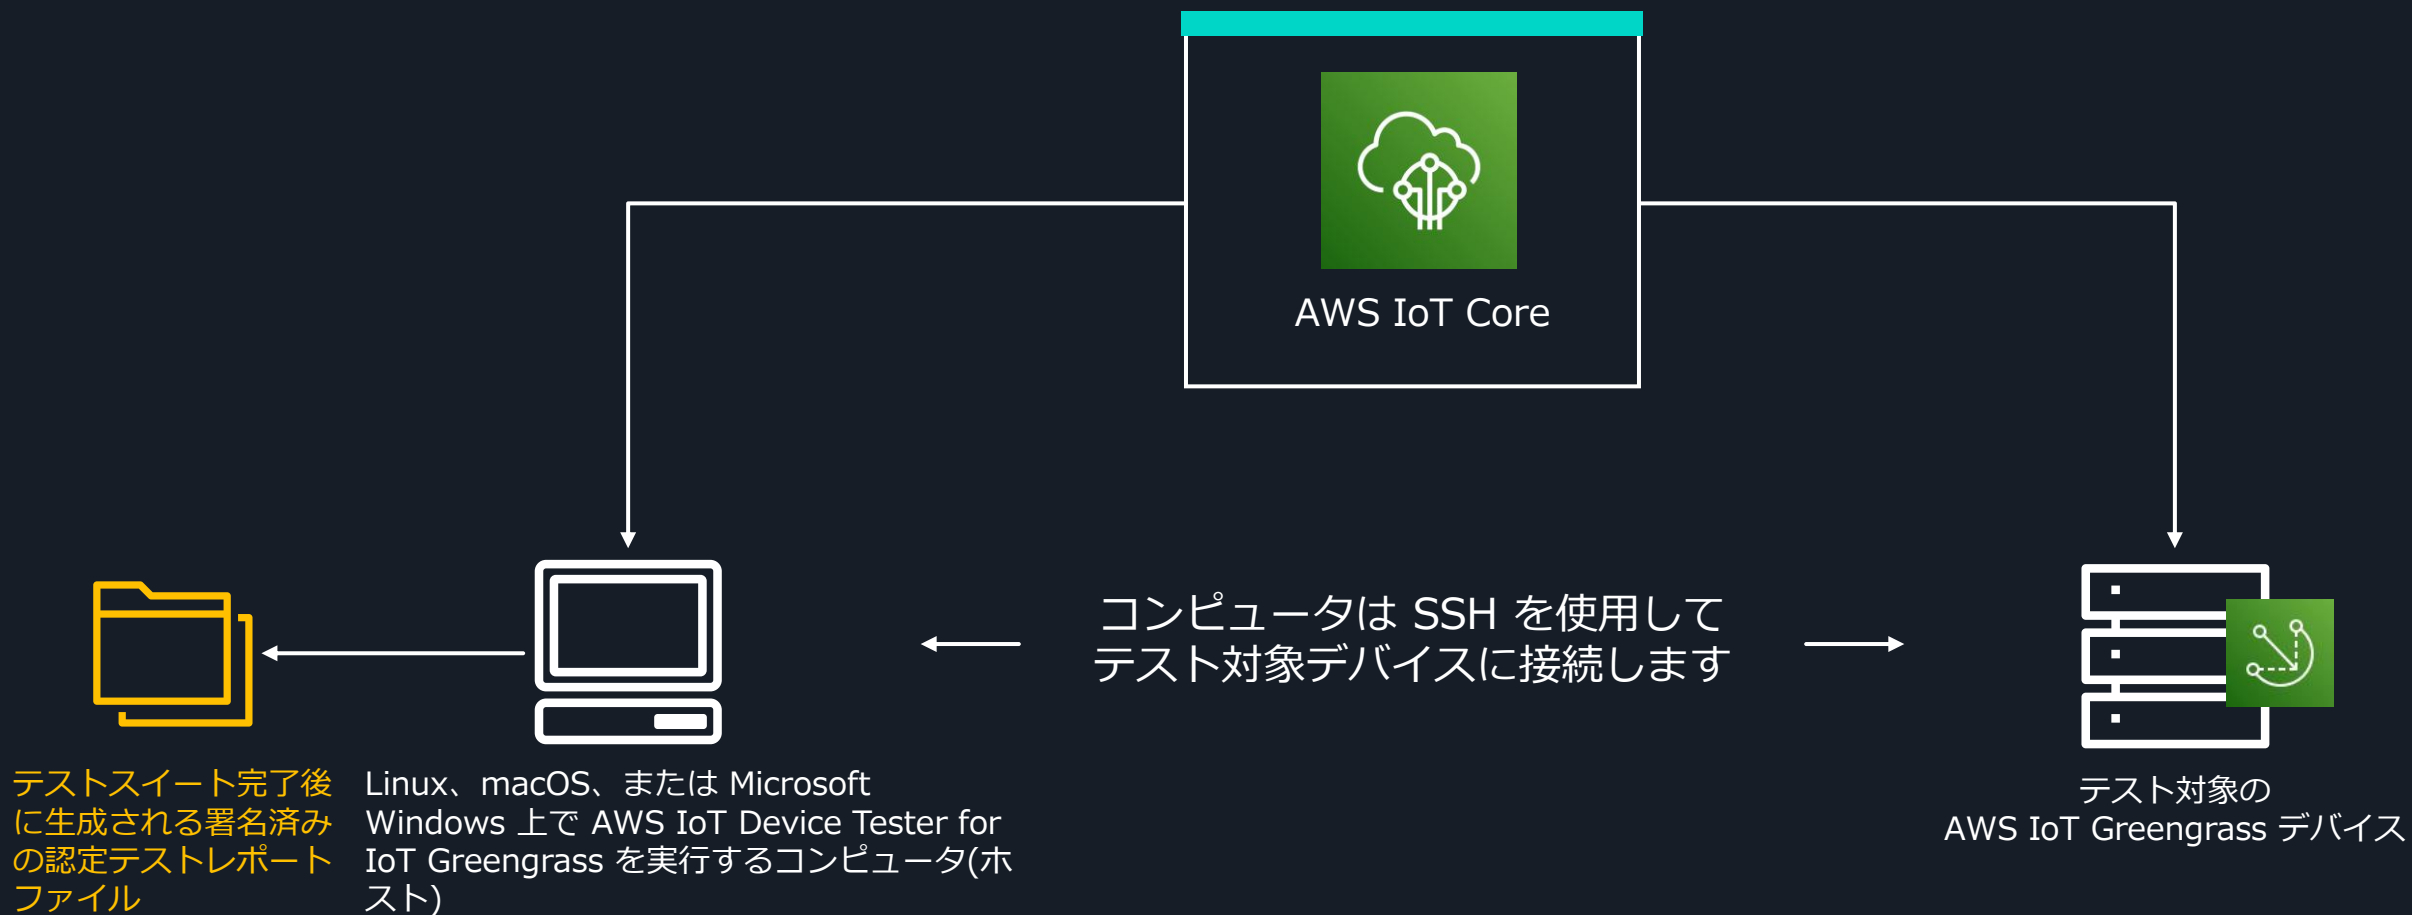 AWS IoT Core
コンピュータは SSH を使用して
テスト対象デバイスに接続します
テストスイート完了後
に生成される署名済み
の認定テストレポート
ファイル
Linux、macOS、または Microsoft
Windows 上で AWS IoT Device Tester for
IoT Greengrass を実行するコンピュータ(ホ
スト)
テスト対象の
AWS IoT Greengrass デバイス